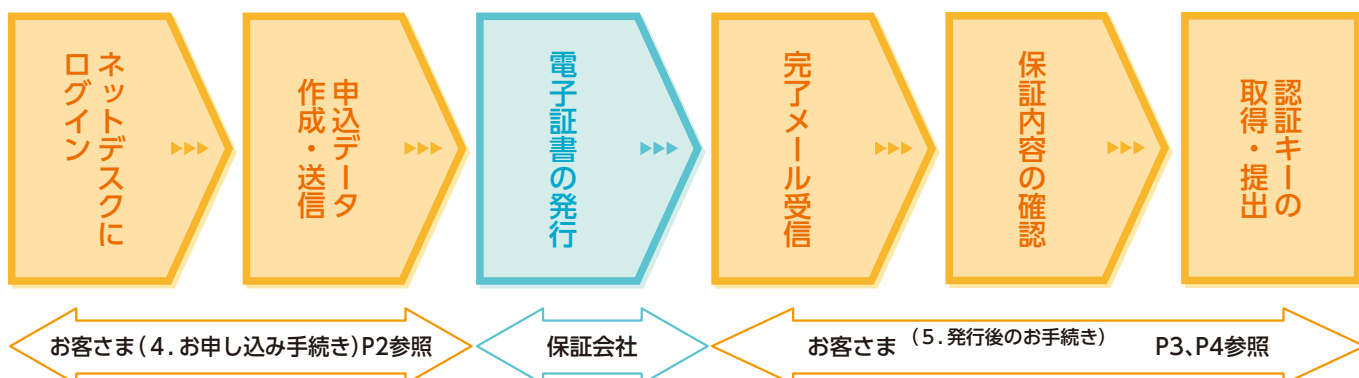 ネットデスクに
ログイン
申込データ
作成・送信
電子証書の発行
完了メール受信
保証内容の確認
認証キーの
取得・提出
お客さま(4.お申し込み手続き)P2参照
保証会社
お客さま (5.発行後のお手続き) P3、P4参照